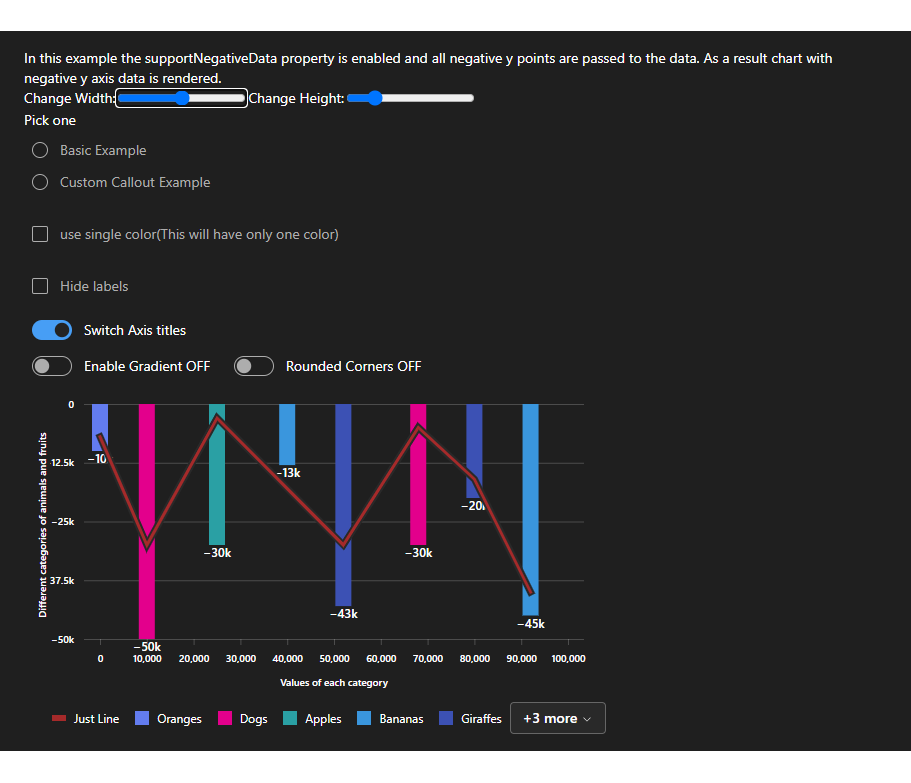 In this example the supportNegativeData property is enabled and all negative y points are passed to the data. As a result chart with
negative y axis data is rendered.
Change Width: Change Height:
Pick one
Basic Example
Custom Callout Example
use single color(This will have only one color)
Hide labels
Switch Axis titles
Enable Gradient OFF Rounded Corners OFF
Different categories of animals and fruits
0
12.5k
−25k
37.5k
−50k
−10
−50k
−30k
−13k
−43k
−30k
−20k
−45k
0 10,000 20,000 30,000 40,000 50,000 60,000 70,000 80,000 90,000 100,000
Values of each category
Just Line Oranges Dogs Apples Bananas Giraffes +3 more